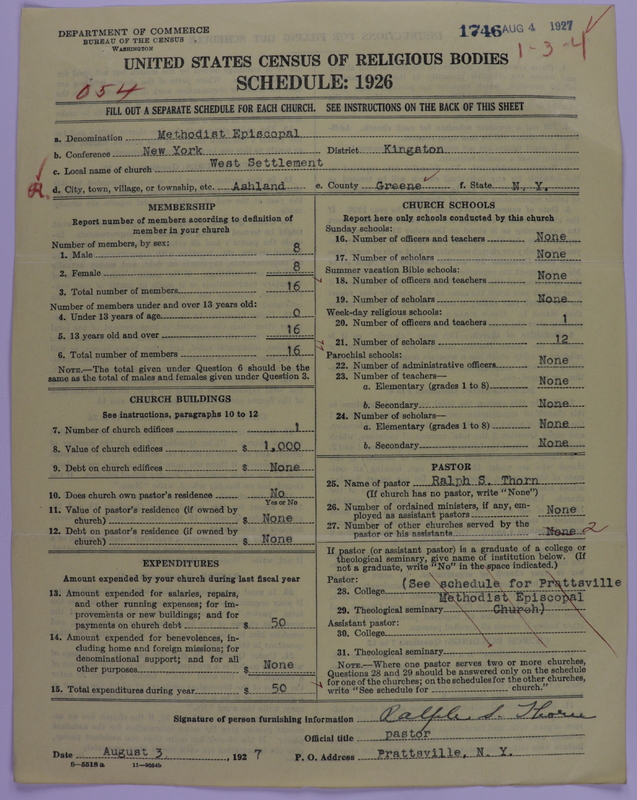 DEPARTMENT OF COMMERCE
BUREAU OF THE CENSUS
WASHINGTON
1746 AUG 4 1927
1-3-4
UNITED STATES CENSUS OF RELIGIOUS BODIES
SCHEDULE: 1926
054
FILL OUT A SEPARATE SCHEDULE FOR EACH CHURCH. SEE INSTRUCTIONS ON THE BACK OF THIS SHEET
a. Denomination Methodist Episcopal
b. Conference New York District Kingston
c. Local name of church West Settlement
R. d. City, town, village, or township, etc. Ashland e. County Greene f. State N. Y.
MEMBERSHIP
Report number of members according to definition of
member in your church
Number of members, by sex:
1. Male 8
2. Female 8
3. Total number of members 16
Number of members under and over 13 years old:
4. Under 13 years of age 0
5. 13 years old and over 16
6. Total number of members 16
NOTE.—The total given under Question 6 should be the
same as the total of males and females given under Question 3.
CHURCH BUILDINGS
See instructions, paragraphs 10 to 12
7. Number of church edifices 1
8. Value of church edifices $ 1,000
9. Debt on church edifices $ None
10. Does church own pastor's residence No
Yes or No
11. Value of pastor's residence (if owned by
church) $ None
12. Debt on pastor's residence (if owned by
church) $ None
EXPENDITURES
Amount expended by your church during last fiscal year
13. Amount expended for salaries, repairs,
and other running expenses; for im-
provements or new buildings; and for
payments on church debt $ 50
14. Amount expended for benevolences, in-
cluding home and foreign missions; for
denominational support; and for all
other purposes $ None
15. Total expenditures during year $ 50
CHURCH SCHOOLS
Report here only schools conducted by this church
Sunday schools:
16. Number of officers and teachers None
17. Number of scholars None
Summer vacation Bible schools:
18. Number of officers and teachers None
19. Number of scholars None
Week-day religious schools:
20. Number of officers and teachers 1
21. Number of scholars 12
Parochial schools:
22. Number of administrative officers None
23. Number of teachers—
a. Elementary (grades 1 to 8) None
b. Secondary None
24. Number of scholars—
a. Elementary (grades 1 to 8) None
b. Secondary None
PASTOR
25. Name of pastor Ralph S. Thorn
(If church has no pastor, write "None")
26. Number of ordained ministers, if any, em-
ployed as assistant pastors None
27. Number of other churches served by the
pastor or his assistants None 2
If pastor (or assistant pastor) is a graduate of a college or
theological seminary, give name of institution below. (If
not a graduate, write "No" in the space indicated.)
Pastor: (See schedule for Prattsville
28. College Methodist Episcopal
29. Theological seminary Church)
Assistant pastor:
30. College
31. Theological seminary
NOTE.—Where one pastor serves two or more churches,
Questions 28 and 29 should be answered only on the schedule
for one of the churches; on the schedules for the other churches,
write "See schedule for church."
Signature of person furnishing information Ralph S. Thorn
Official title pastor
Date August 3, 1927 P. O. Address Prattsville, N. Y.
8-5518a 11-9064b